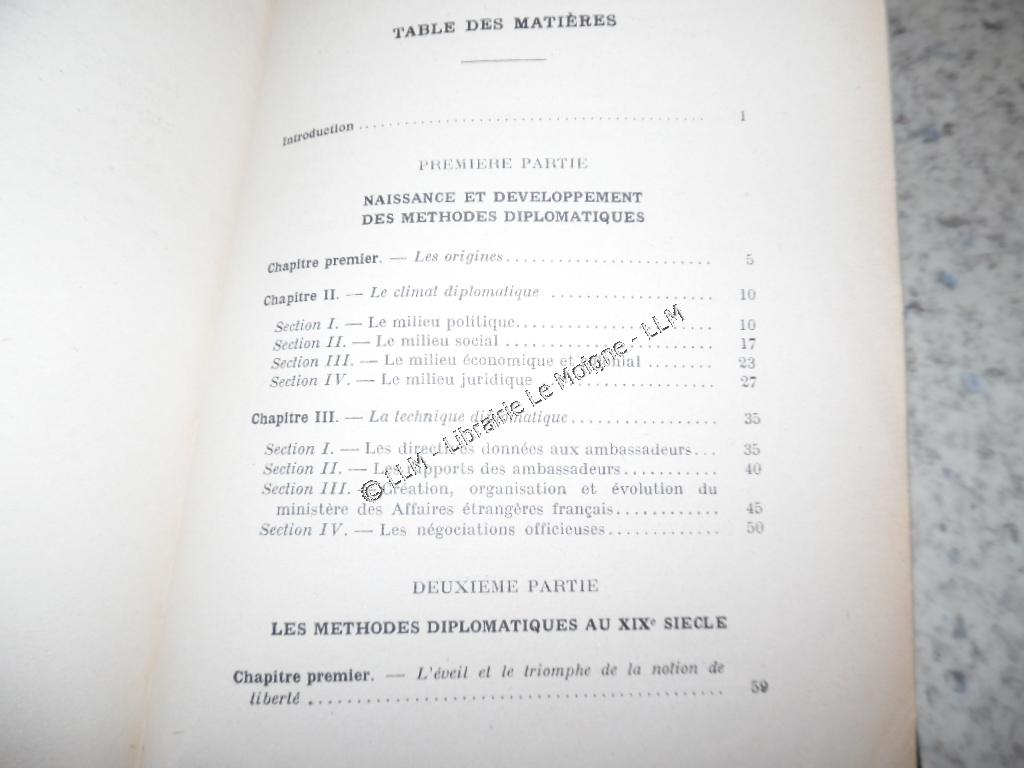 TABLE DES MATIÈRES
Introduction ........................................ 1
PREMIERE PARTIE
NAISSANCE ET DEVELOPPEMENT
DES METHODES DIPLOMATIQUES
Chapitre premier. — Les origines ........................ 5
Chapitre II. — Le climat diplomatique ................... 10
Section I. — Le milieu politique ....................... 10
Section II. — Le milieu social ......................... 17
Section III. — Le milieu économique et colonial ........ 23
Section IV. — Le milieu juridique ..................... 27
Chapitre III. — La technique diplomatique ................. 35
Section I. — Les directives données aux ambassadeurs ... 35
Section II. — Les rapports des ambassadeurs ........... 40
Section III. — Création, organisation et évolution du
ministère des Affaires étrangères français ............ 45
Section IV. — Les négociations officieuses ............. 50
DEUXIEME PARTIE
LES METHODES DIPLOMATIQUES AU XIXe SIECLE
Chapitre premier. — L'éveil et le triomphe de la notion de
liberté ............................................. 59
© LLM - Librairie Le Moigne - LLM